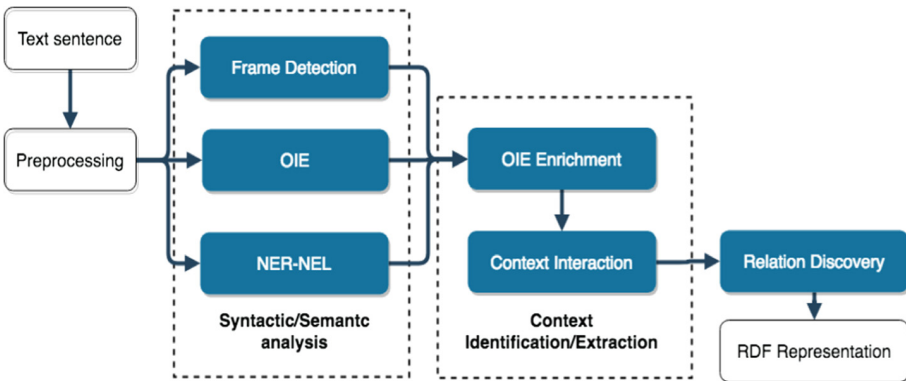 Text sentence
Preprocessing
Frame Detection
OIE
NER-NEL
Syntactic/Semantc
analysis
OIE Enrichment
Context Interaction
Context
Identification/Extraction
Relation Discovery
RDF Representation